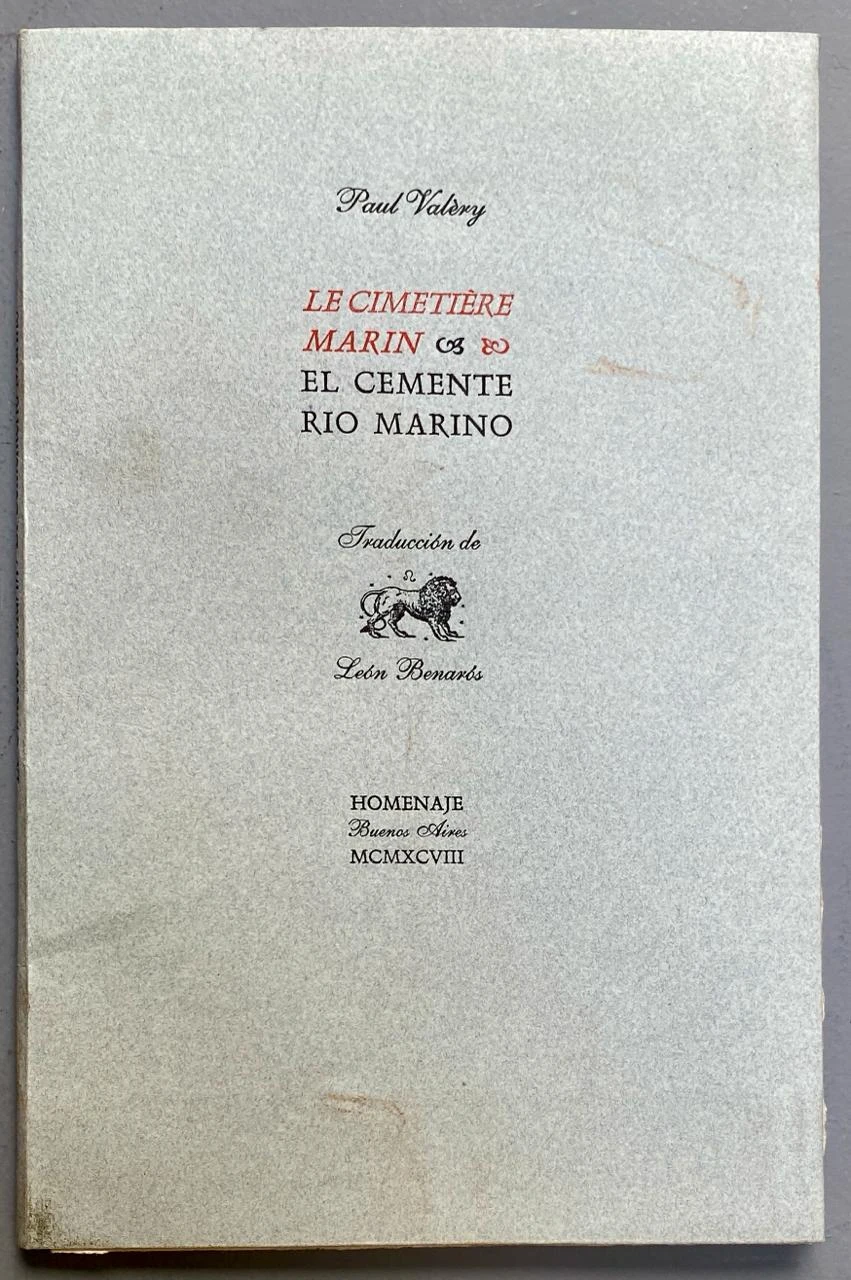 Paul Valèry
LE CIMETIÈRE
MARIN
EL CEMENTE
RIO MARINO
Traducción de
♌
León Benarós
HOMENAJE
Buenos Aires
MCMXCVIII